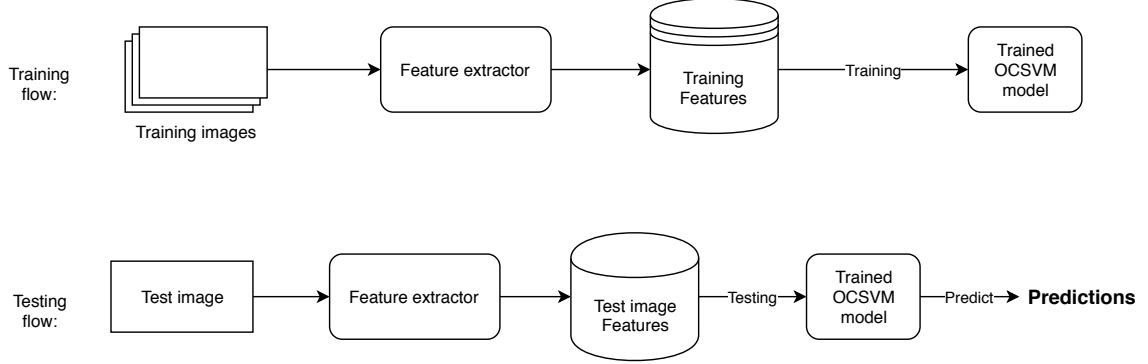 Training
flow:
Training images
Feature extractor
Training
Features
Training
Trained
OCSVM
model
Testing
flow:
Test image
Feature extractor
Test image
Features
Testing
Trained
OCSVM
model
Predict
Predictions